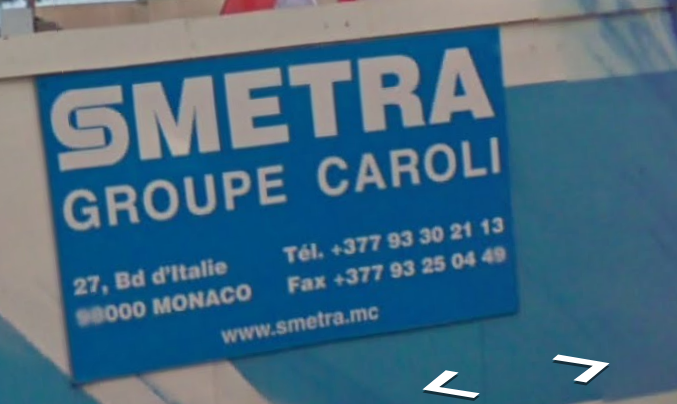 SMETRA
GROUPE CAROLI
27, Bd d'Italie
000 MONACO
Tél. +377 93 30 21 13
Fax +377 93 25 04 49
www.smetra.mc